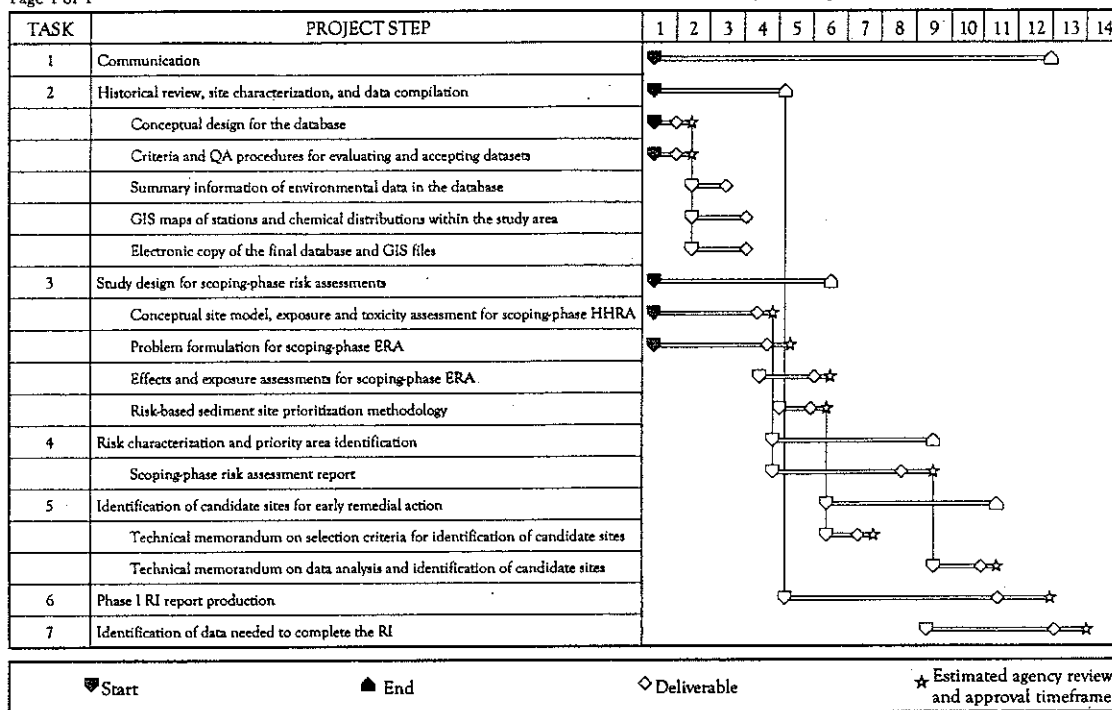 Page 1 of 1
TASK PROJECT STEP 1 2 3 4 5 6 7 8 9 10 11 12 13 14
1 Communication
2 Historical review, site characterization, and data compilation
Conceptual design for the database
Criteria and QA procedures for evaluating and accepting datasets
Summary information of environmental data in the database
GIS maps of stations and chemical distributions within the study area
Electronic copy of the final database and GIS files
3 Study design for scoping-phase risk assessments
Conceptual site model, exposure and toxicity assessment for scoping-phase HHRA
Problem formulation for scoping-phase ERA
Effects and exposure assessments for scoping-phase ERA
Risk-based sediment site prioritization methodology
4 Risk characterization and priority area identification
Scoping-phase risk assessment report
5 Identification of candidate sites for early remedial action
Technical memorandum on selection criteria for identification of candidate sites
Technical memorandum on data analysis and identification of candidate sites
6 Phase 1 RI report production
7 Identification of data needed to complete the RI
Start End Deliverable Estimated agency review
and approval timeframe